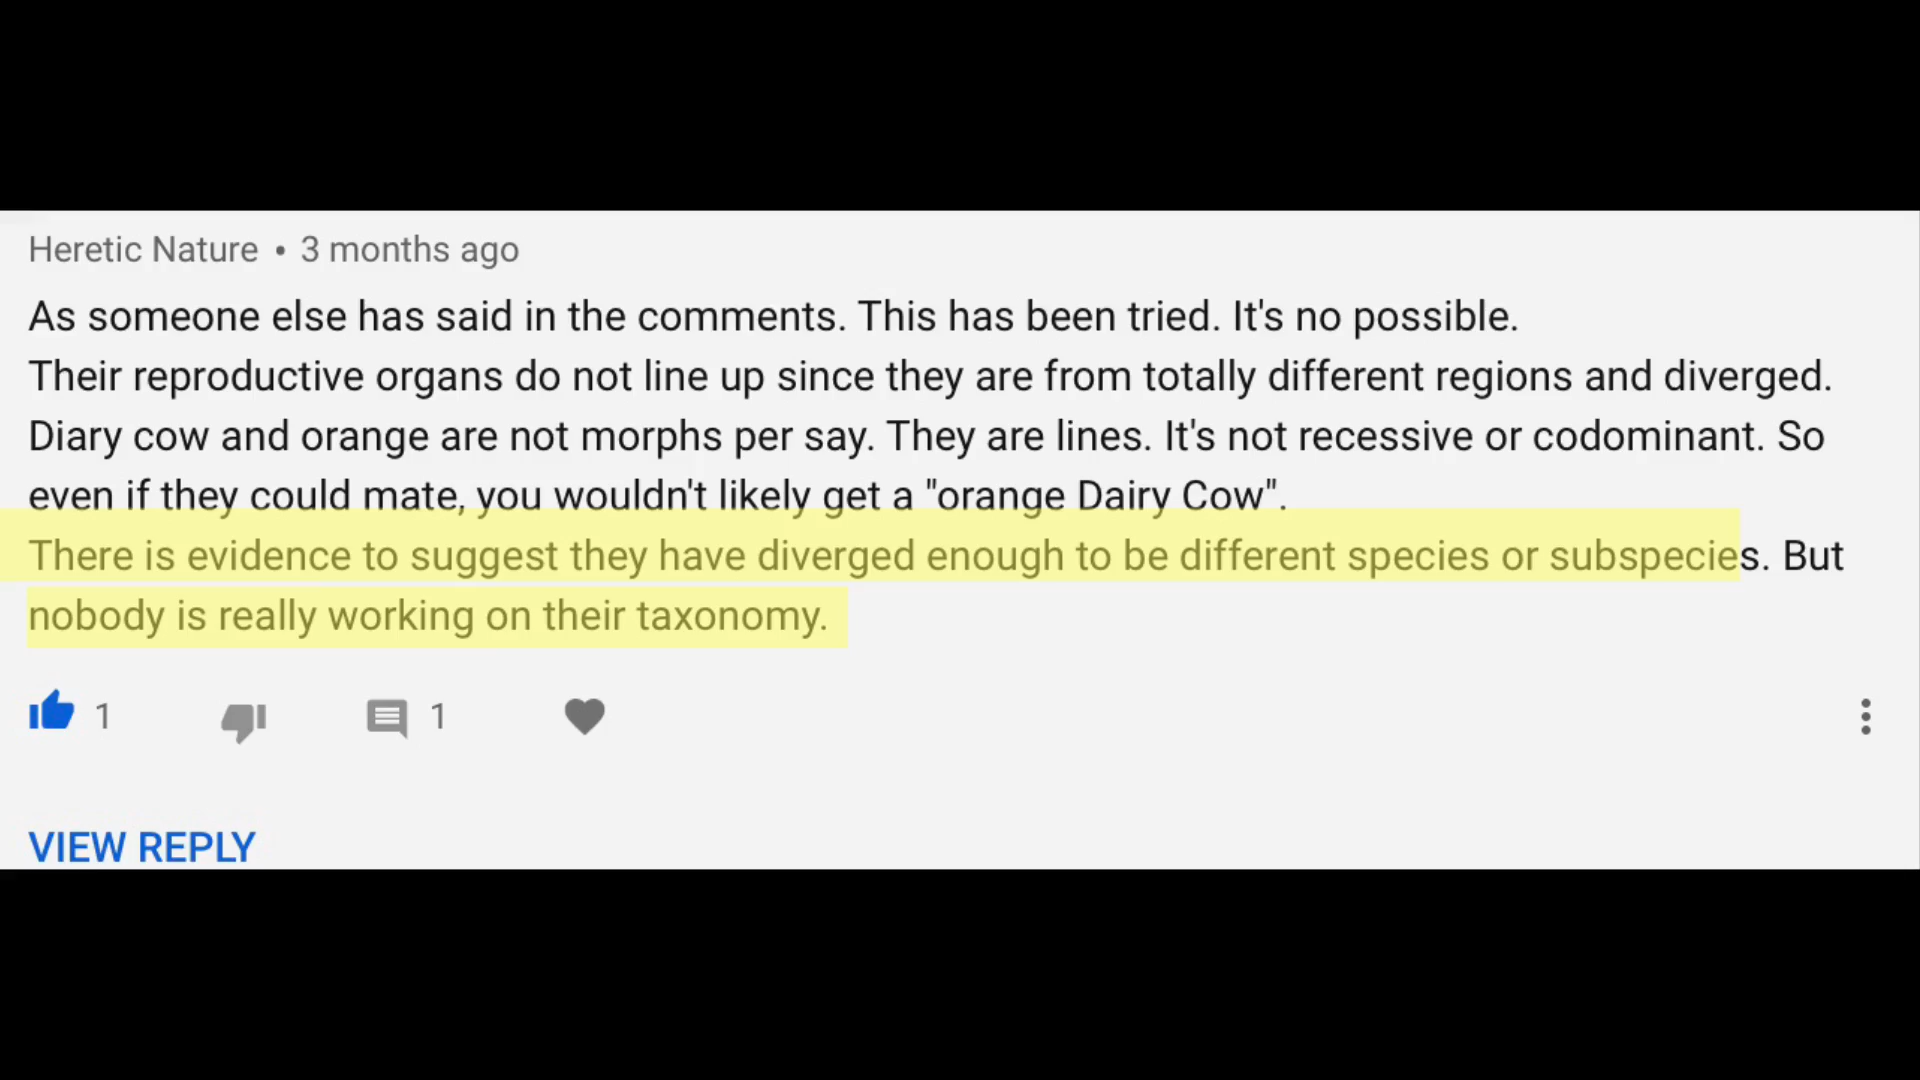 Heretic Nature • 3 months ago
As someone else has said in the comments. This has been tried. It's no possible.
Their reproductive organs do not line up since they are from totally different regions and diverged.
Diary cow and orange are not morphs per say. They are lines. It's not recessive or codominant. So
even if they could mate, you wouldn't likely get a "orange Dairy Cow".
There is evidence to suggest they have diverged enough to be different species or subspecies. But
nobody is really working on their taxonomy.
1 1
VIEW REPLY